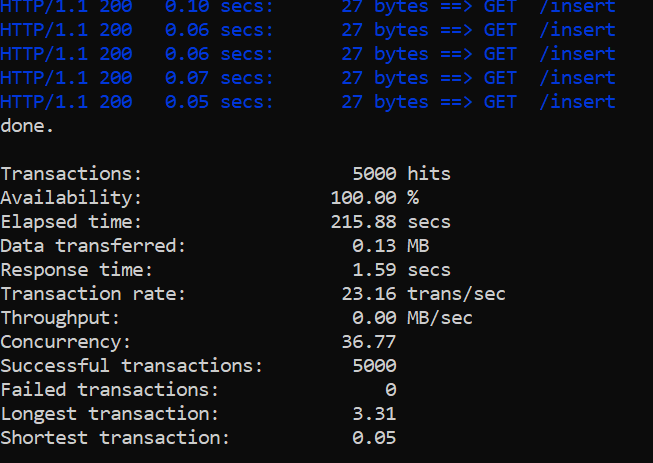 HTTP/1.1 200   0.10 secs:      27 bytes ==> GET  /insert
HTTP/1.1 200   0.06 secs:      27 bytes ==> GET  /insert
HTTP/1.1 200   0.06 secs:      27 bytes ==> GET  /insert
HTTP/1.1 200   0.07 secs:      27 bytes ==> GET  /insert
HTTP/1.1 200   0.05 secs:      27 bytes ==> GET  /insert
done.

Transactions:                   5000 hits
Availability:                 100.00 %
Elapsed time:                 215.88 secs
Data transferred:               0.13 MB
Response time:                  1.59 secs
Transaction rate:              23.16 trans/sec
Throughput:                     0.00 MB/sec
Concurrency:                   36.77
Successful transactions:        5000
Failed transactions:               0
Longest transaction:            3.31
Shortest transaction:           0.05